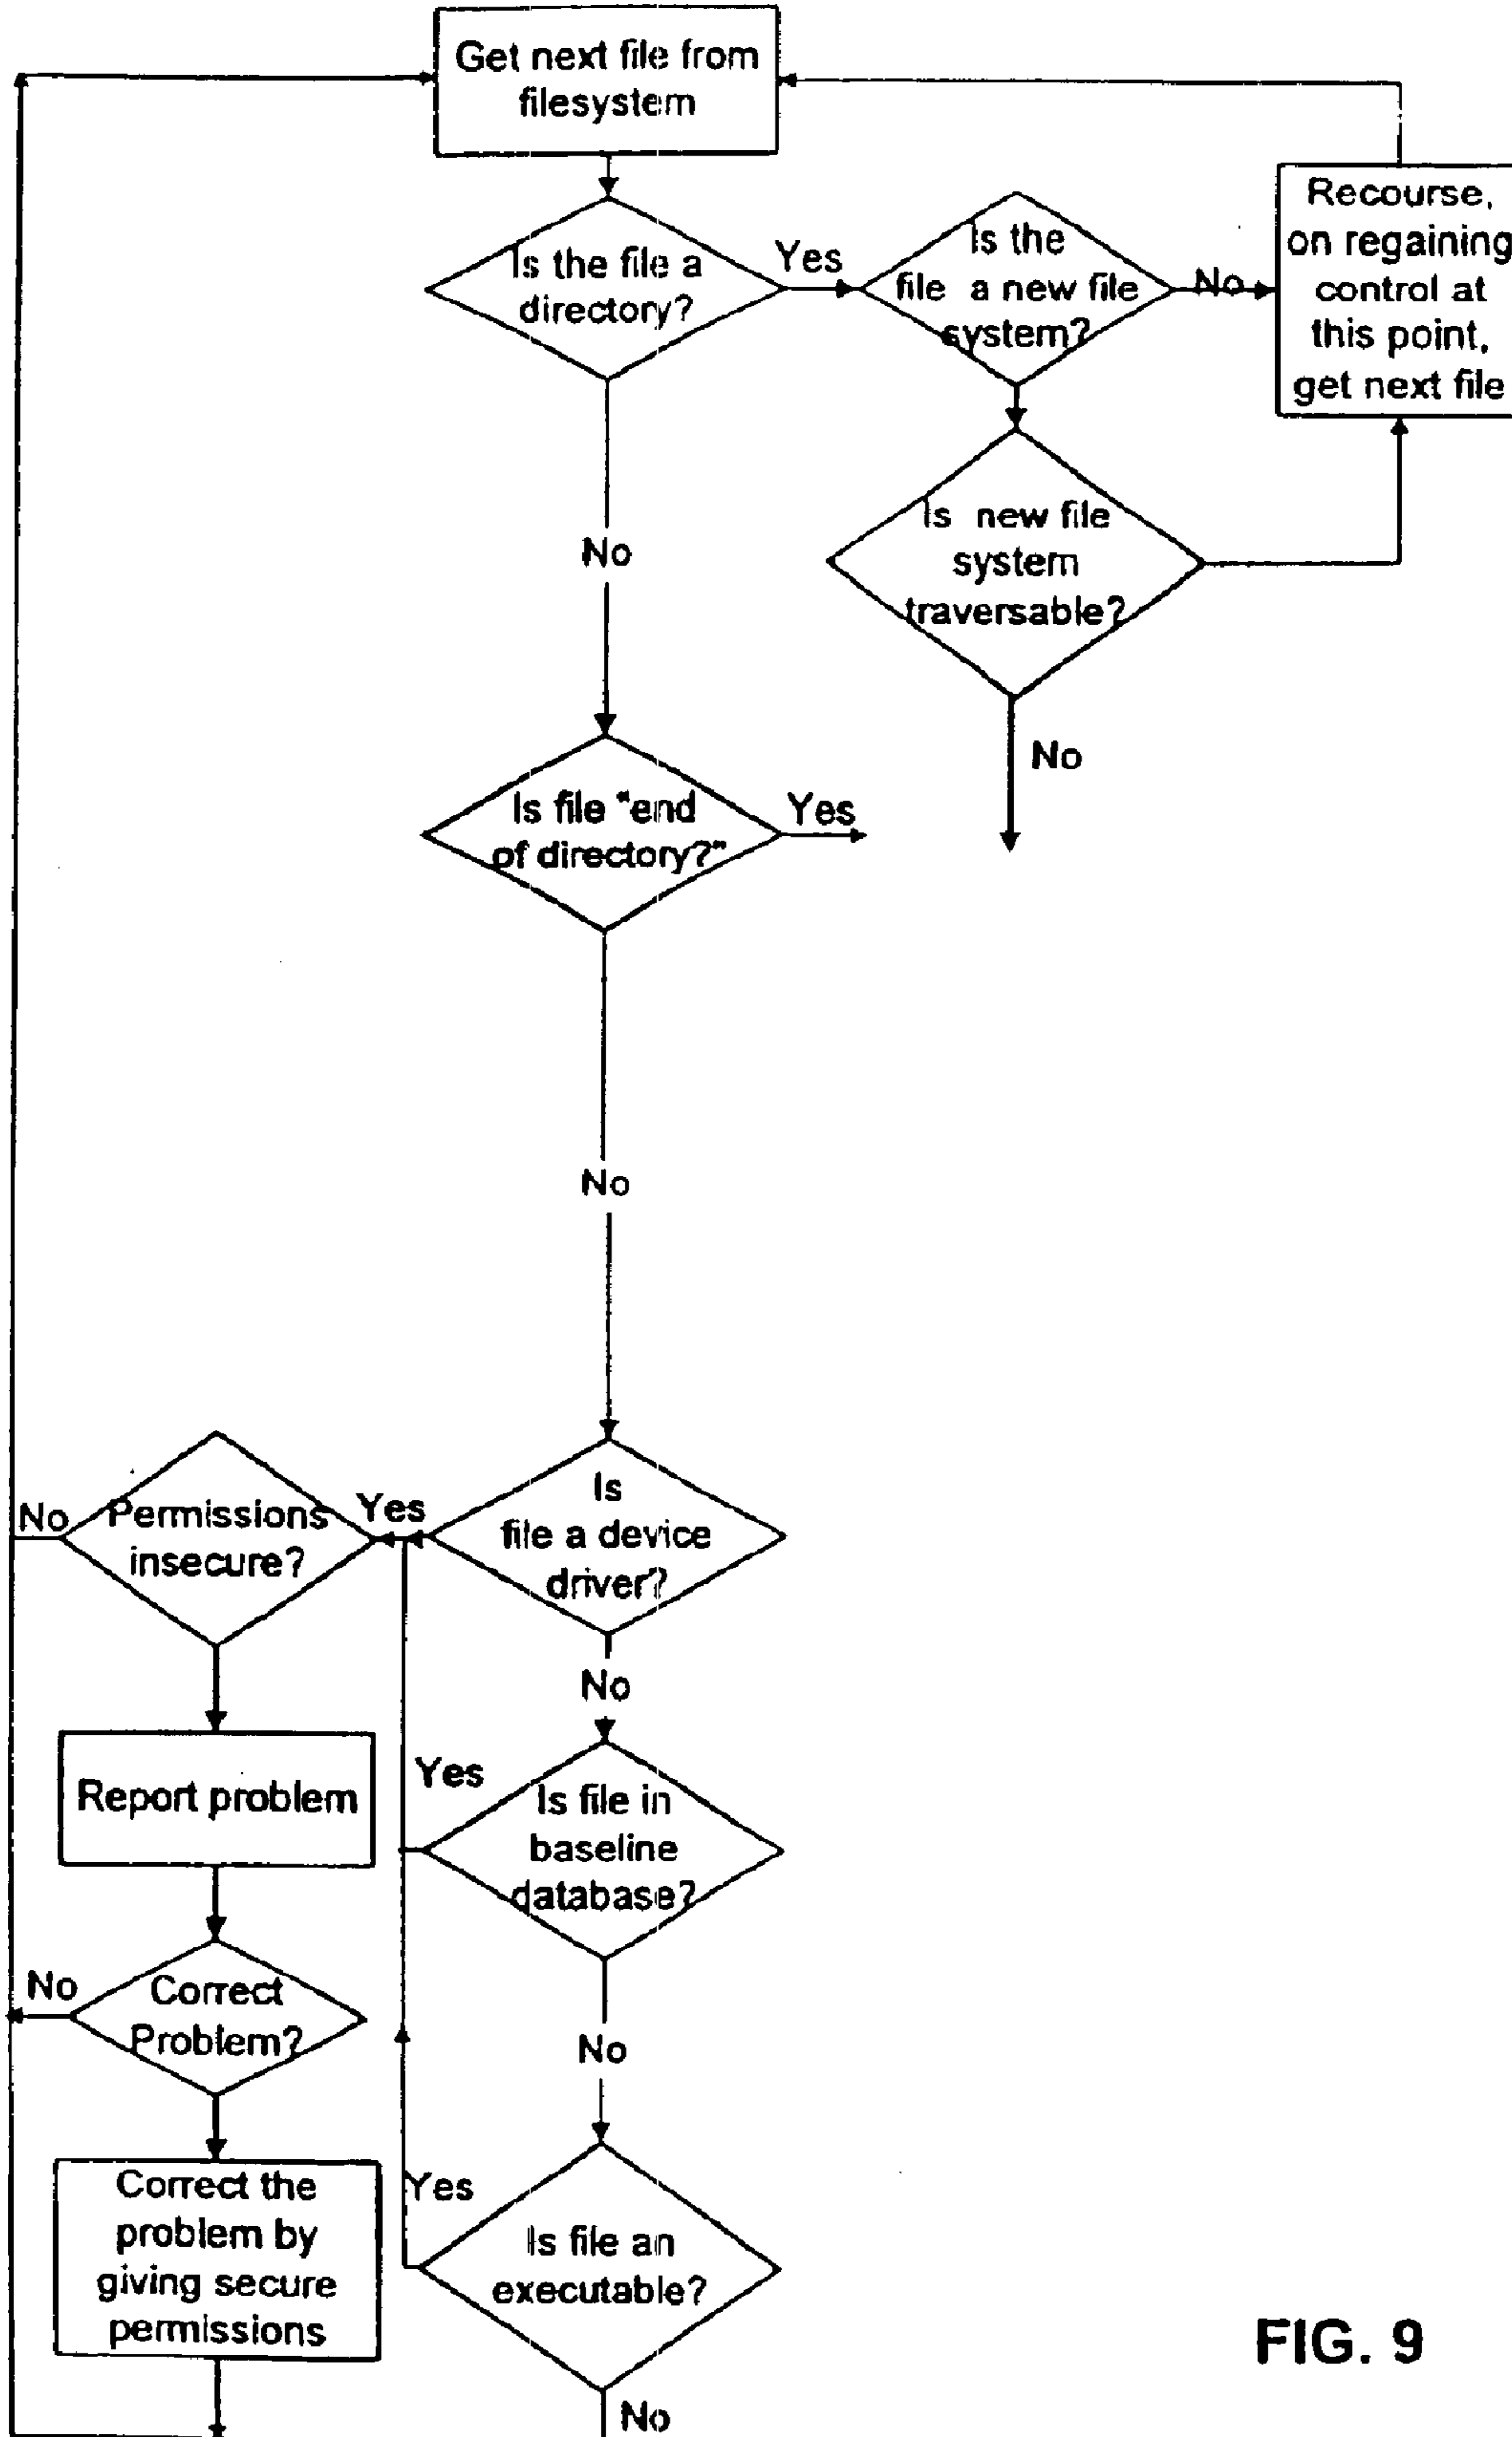 Get next file from
filesystem
Is the file a
directory?
Yes
Is the
file a new file
system?
No
Recourse,
on regaining
control at
this point,
get next file
No
Is new file
system
traversable?
No
Is file "end
of directory?"
Yes
No
Is
file a device
driver?
Yes
Permissions
insecure?
No
No
Report problem
Yes
Is file in
baseline
database?
No
Correct
Problem?
No
Correct the
problem by
giving secure
permissions
Yes
Is file an
executable?
No
FIG. 9